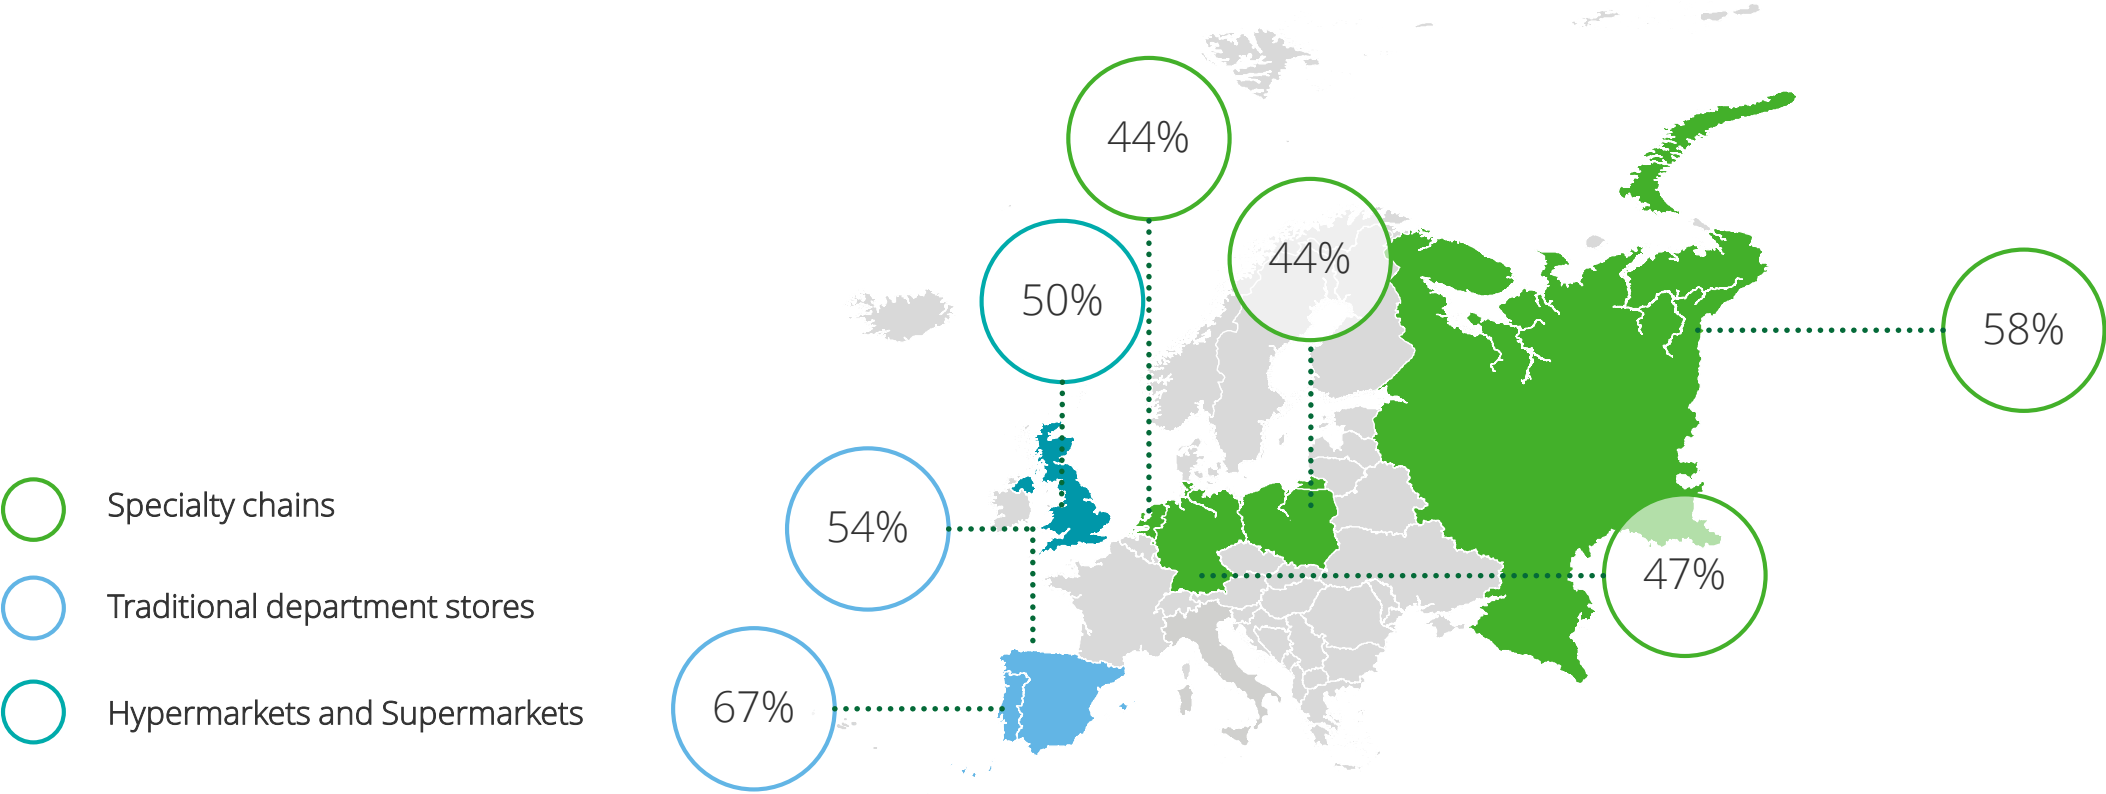 44%
44%
50%
58%
Specialty chains
54%
47%
Traditional department stores
67%
Hypermarkets and Supermarkets